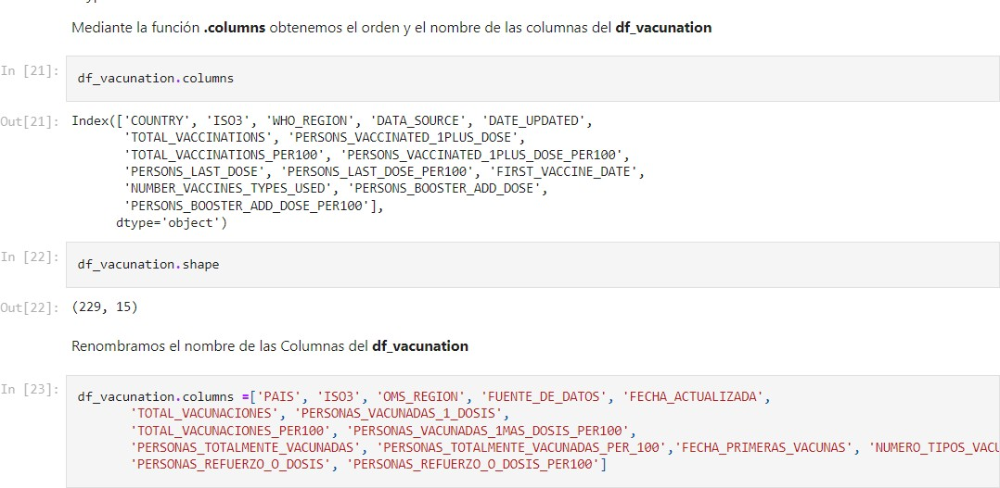 Mediante la función .columns obtenemos el orden y el nombre de las columnas del df_vacunation
In [21]:
df_vacunation.columns
Out[21]:
Index(['COUNTRY', 'ISO3', 'WHO_REGION', 'DATA_SOURCE', 'DATE_UPDATED',
'TOTAL_VACCINATIONS', 'PERSONS_VACCINATED_1PLUS_DOSE',
'TOTAL_VACCINATIONS_PER100', 'PERSONS_VACCINATED_1PLUS_DOSE_PER100',
'PERSONS_LAST_DOSE', 'PERSONS_LAST_DOSE_PER100', 'FIRST_VACCINE_DATE',
'NUMBER_VACCINES_TYPES_USED', 'PERSONS_BOOSTER_ADD_DOSE',
'PERSONS_BOOSTER_ADD_DOSE_PER100'],
dtype='object')
In [22]:
df_vacunation.shape
Out[22]:
(229, 15)
Renombramos el nombre de las Columnas del df_vacunation
In [23]:
df_vacunation.columns =['PAIS', 'ISO3', 'OMS_REGION', 'FUENTE_DE_DATOS', 'FECHA_ACTUALIZADA',
'TOTAL_VACUNACIONES', 'PERSONAS_VACUNADAS_1_DOSIS',
'TOTAL_VACUNACIONES_PER100', 'PERSONAS_VACUNADAS_1MAS_DOSIS_PER100',
'PERSONAS_TOTALMENTE_VACUNADAS', 'PERSONAS_TOTALMENTE_VACUNADAS_PER_100','FECHA_PRIMERAS_VACUNAS', 'NUMERO_TIPOS_VACU
'PERSONAS_REFUERZO_O_DOSIS', 'PERSONAS_REFUERZO_O_DOSIS_PER100']